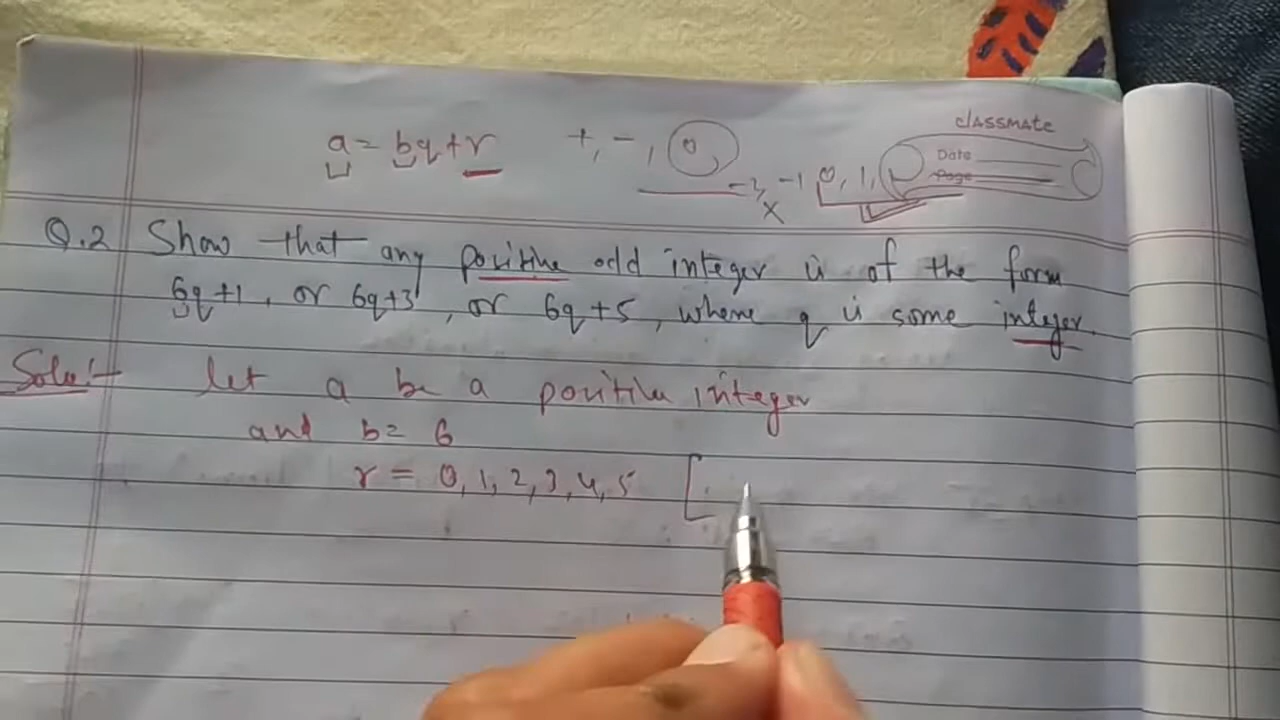 classmate
Date
Page
a = bq+r +, -, 0, -2, -1 0, 1,
x
Q.2 Show that any positive odd integer is of the form
6q+1, or 6q+3, or 6q+5, where q is some integer.
Solu:- let a be a positive integer
and b = 6
r = 0, 1, 2, 3, 4, 5 [